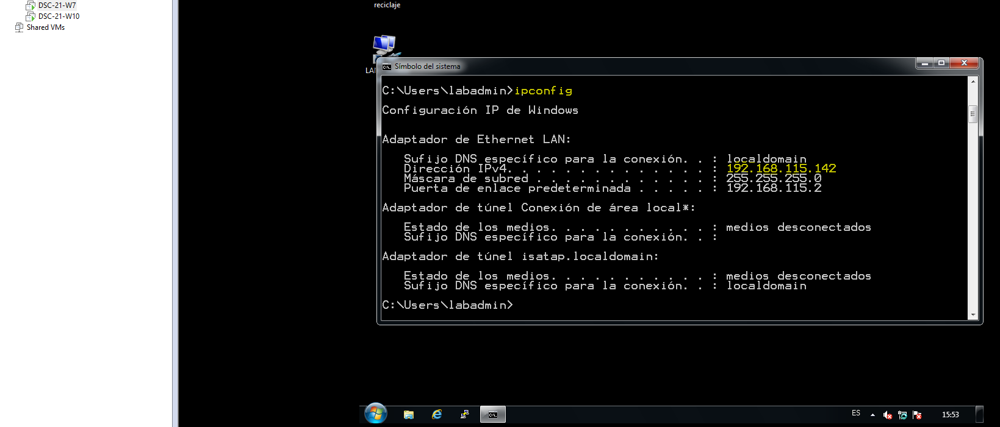 DSC-21-W7
DSC-21-W10
Shared VMs
reciclaje
LAN
Símbolo del sistema
C:\Users\labadmin>ipconfig
Configuración IP de Windows
Adaptador de Ethernet LAN:
Sufijo DNS específico para la conexión. . : localdomain
Dirección IPv4. . . . . . . . . . . . . . : 192.168.115.142
Máscara de subred . . . . . . . . . . . . : 255.255.255.0
Puerta de enlace predeterminada . . . . . : 192.168.115.2
Adaptador de túnel Conexión de área local*:
Estado de los medios. . . . . . . . . . . : medios desconectados
Sufijo DNS específico para la conexión. . :
Adaptador de túnel isatap.localdomain:
Estado de los medios. . . . . . . . . . . : medios desconectados
Sufijo DNS específico para la conexión. . : localdomain
C:\Users\labadmin>
ES
15:53